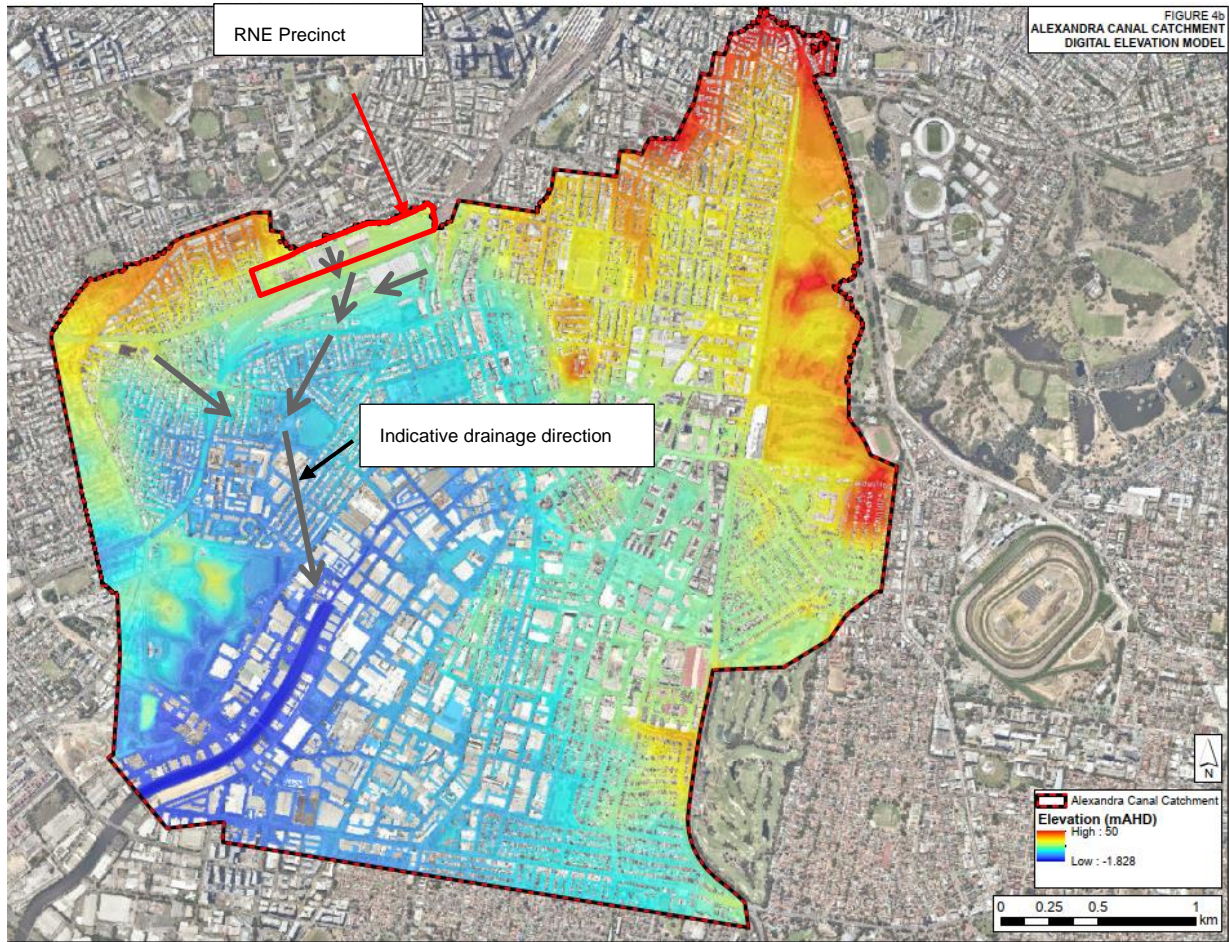 FIGURE 4b
ALEXANDRA CANAL CATCHMENT
DIGITAL ELEVATION MODEL
RNE Precinct
Indicative drainage direction
N
Alexandra Canal Catchment
Elevation (mAHD)
High : 50
Low : -1.828
0 0.25 0.5 1
km